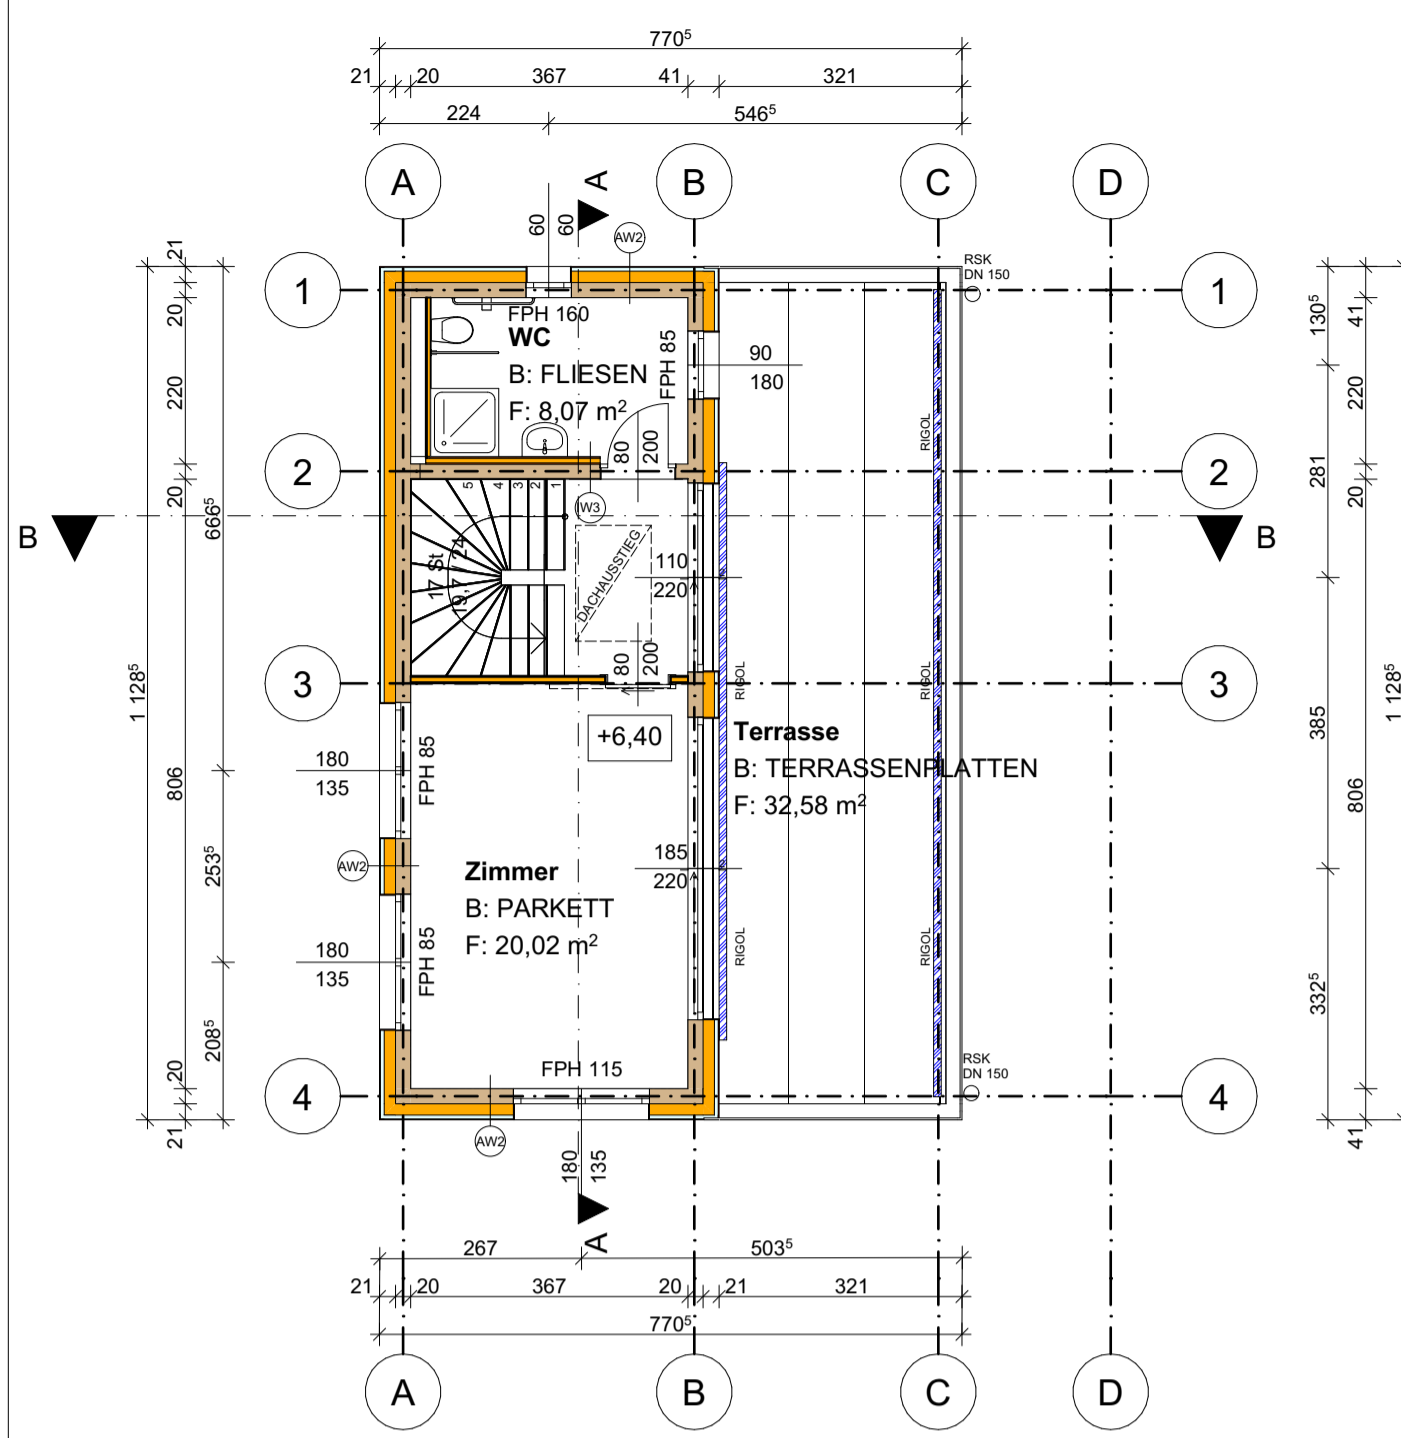 770⁵
21 20 367 41 321
224 546⁵
A B C D
A
60 60
AW2
RSK
DN 150
1 1
21 20 220 20 806 20 21
666⁵ 253⁵ 208⁵
1 128⁵
130⁵ 281 385 332⁵
41 220 20 806 41
1 128⁵
FPH 160
WC
B: FLIESEN
F: 8,07 m²
FPH 85
90
180
RIGOL
80 200
2 2
5 4 3 2 1
IW3
B B
17 St
19,7 / 24
DACHAUSSTIEG
110
220
80 200
RIGOL
RIGOL
3 3
+6,40
Terrasse
B: TERRASSENPLATTEN
F: 32,58 m²
180
135
FPH 85
AW2
185
220
Zimmer
B: PARKETT
F: 20,02 m²
180
135
FPH 85
RIGOL
RIGOL
FPH 115
RSK
DN 150
4 4
AW2
180 135
A
267 503⁵
21 20 367 20 21 321
770⁵
A B C D